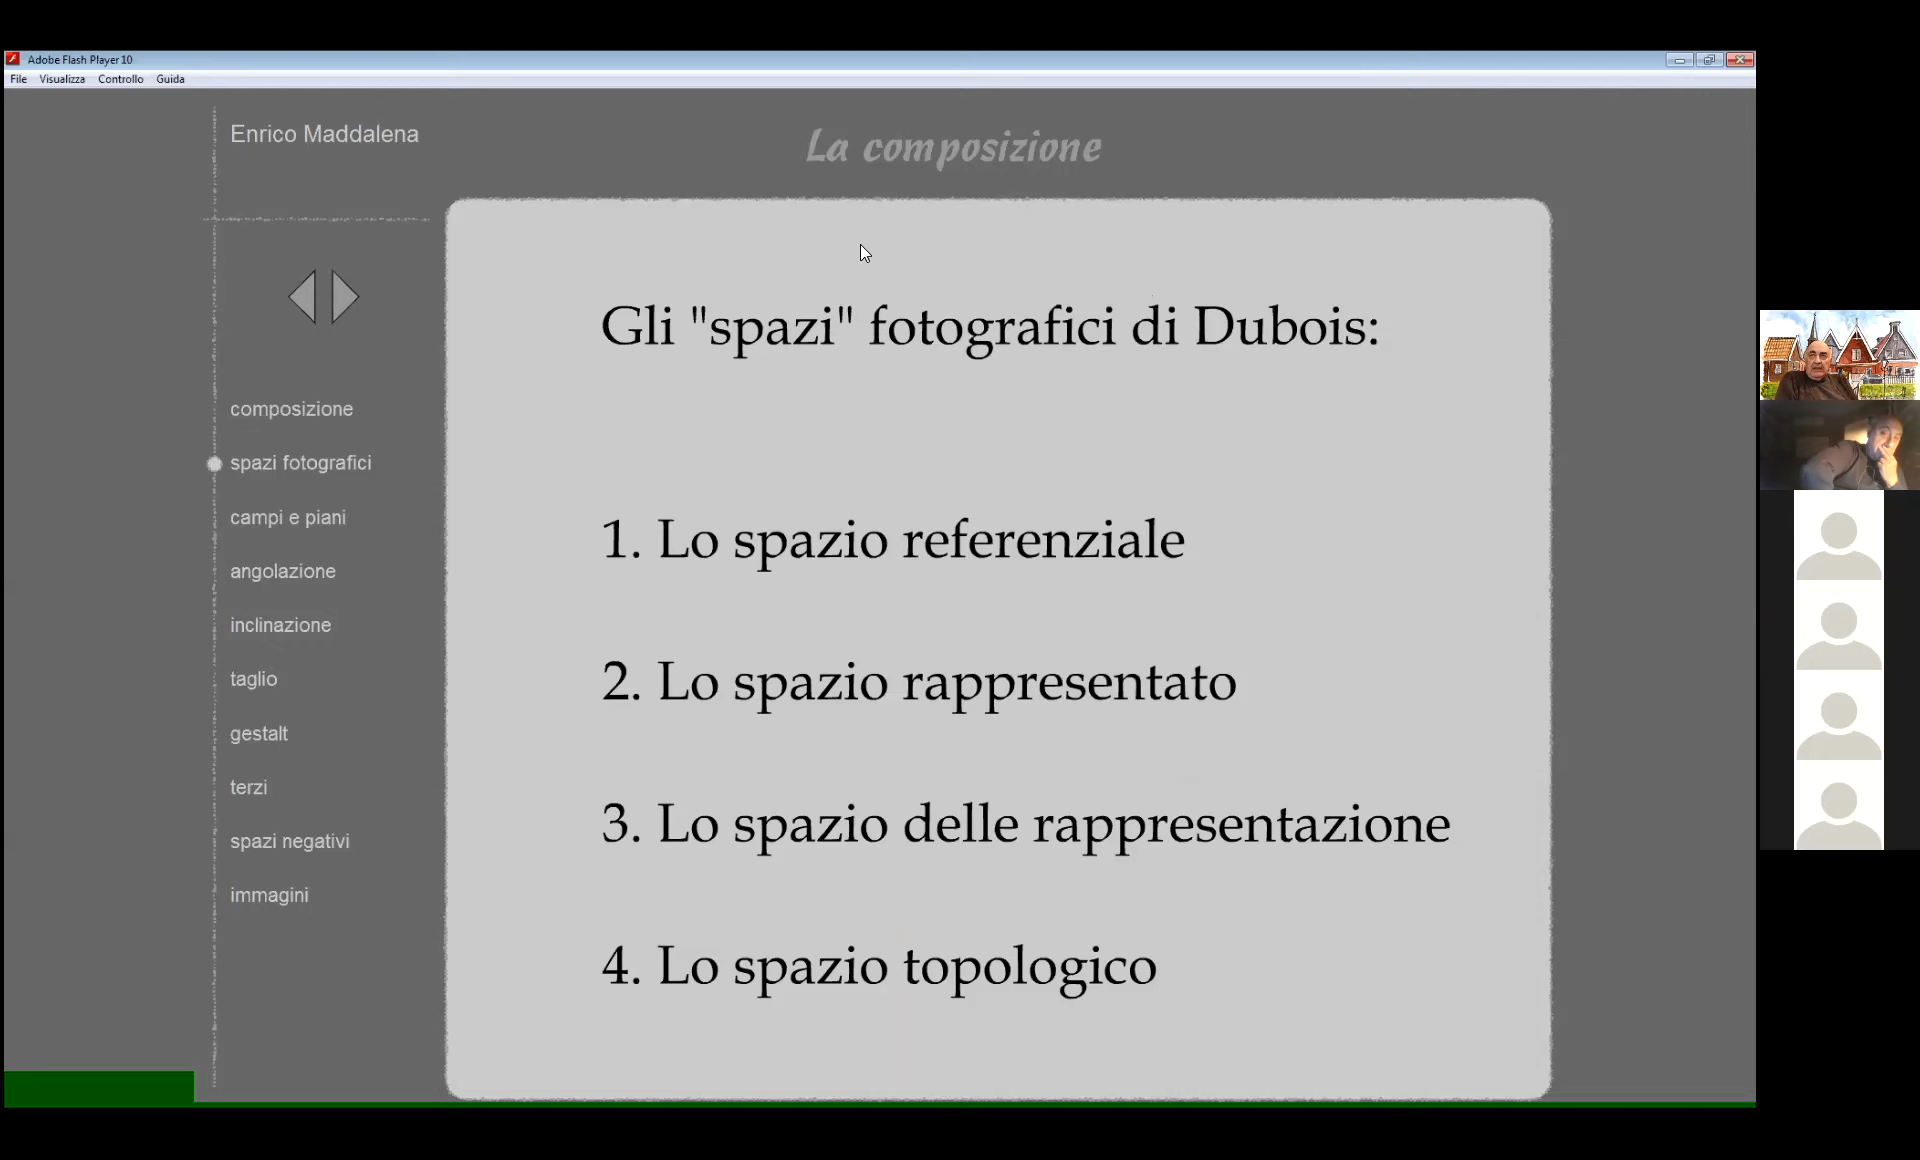 Adobe Flash Player 10
File Visualizza Controllo Guida
Enrico Maddalena
La composizione
composizione
spazi fotografici
campi e piani
angolazione
inclinazione
taglio
gestalt
terzi
spazi negativi
immagini
Gli "spazi" fotografici di Dubois:
1. Lo spazio referenziale
2. Lo spazio rappresentato
3. Lo spazio delle rappresentazione
4. Lo spazio topologico